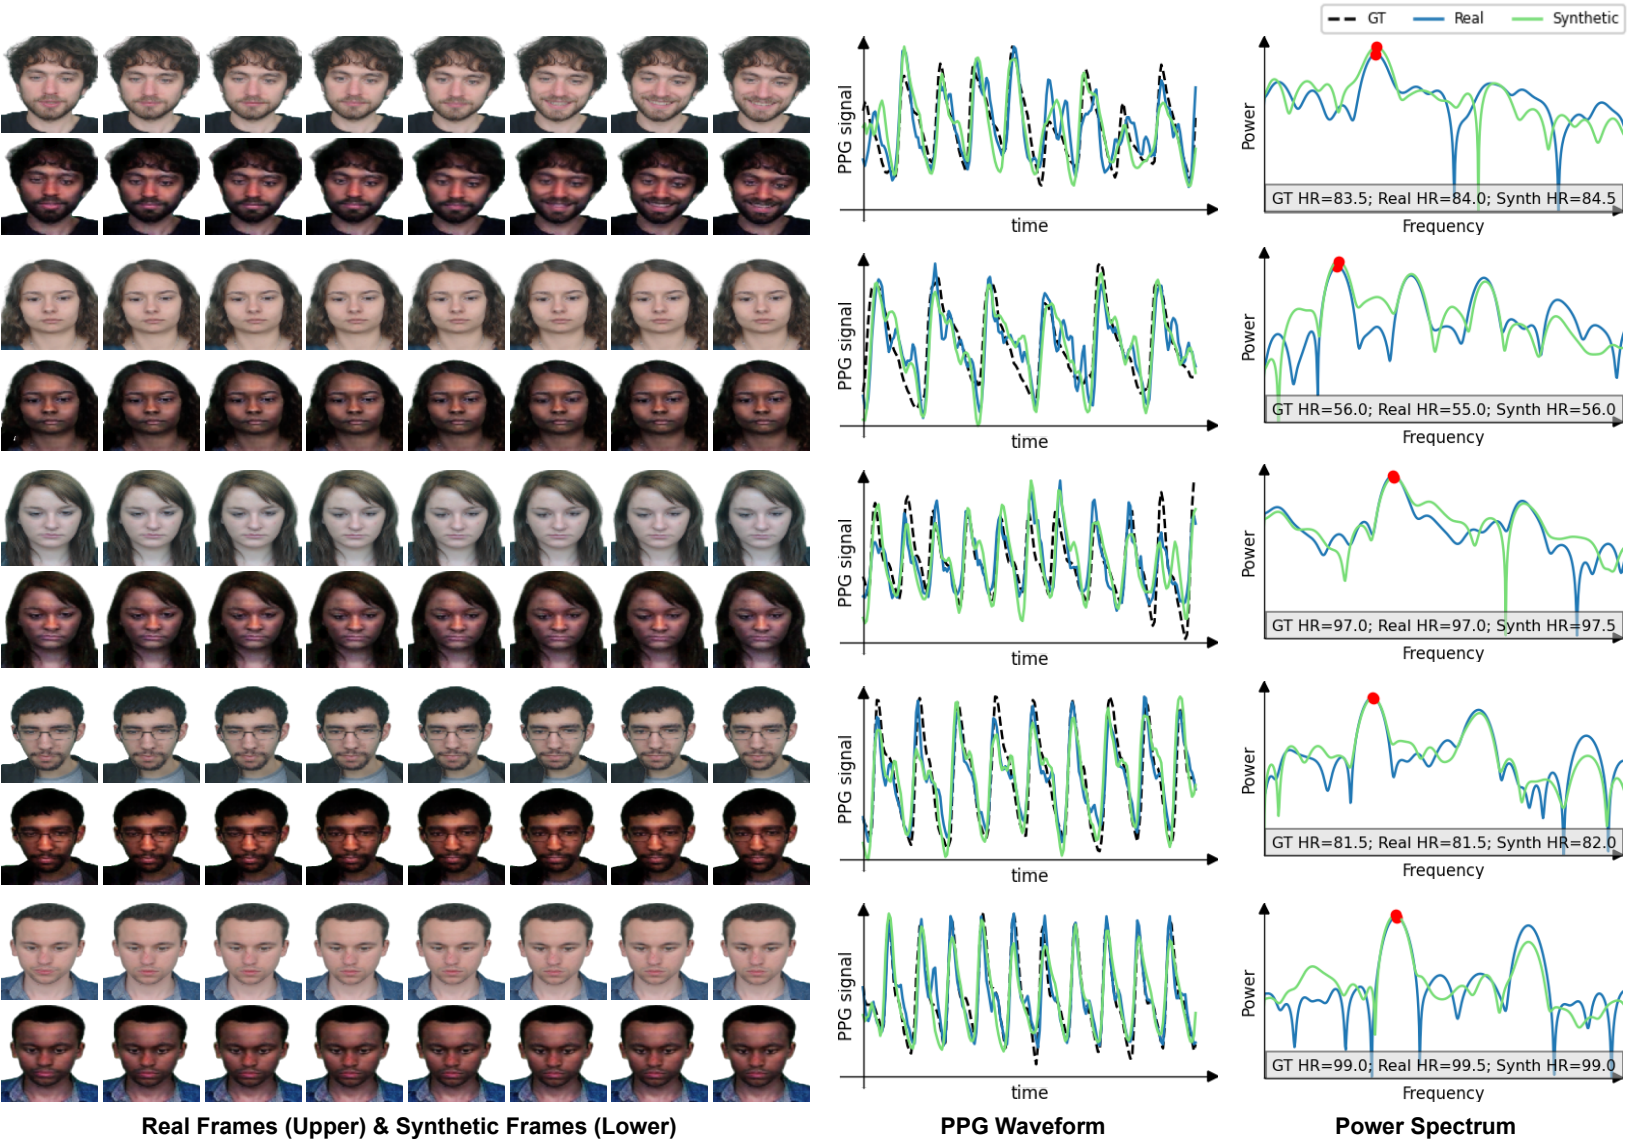 GT Real Synthetic
PPG signal
time
Power
GT HR=83.5; Real HR=84.0; Synth HR=84.5
Frequency
PPG signal
time
Power
GT HR=56.0; Real HR=55.0; Synth HR=56.0
Frequency
PPG signal
time
Power
GT HR=97.0; Real HR=97.0; Synth HR=97.5
Frequency
PPG signal
time
Power
GT HR=81.5; Real HR=81.5; Synth HR=82.0
Frequency
PPG signal
time
Power
GT HR=99.0; Real HR=99.5; Synth HR=99.0
Frequency
Real Frames (Upper) & Synthetic Frames (Lower)
PPG Waveform
Power Spectrum